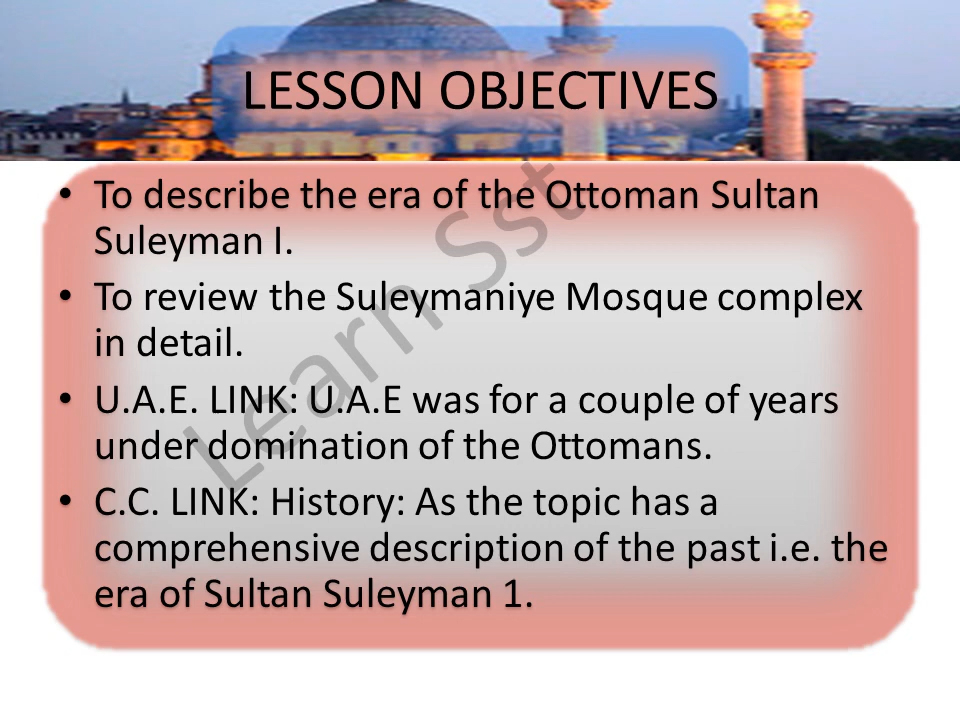 LESSON OBJECTIVES
• To describe the era of the Ottoman Sultan
Suleyman I.
• To review the Suleymaniye Mosque complex
in detail.
• U.A.E. LINK: U.A.E was for a couple of years
under domination of the Ottomans.
• C.C. LINK: History: As the topic has a
comprehensive description of the past i.e. the
era of Sultan Suleyman 1.
Learn Sst